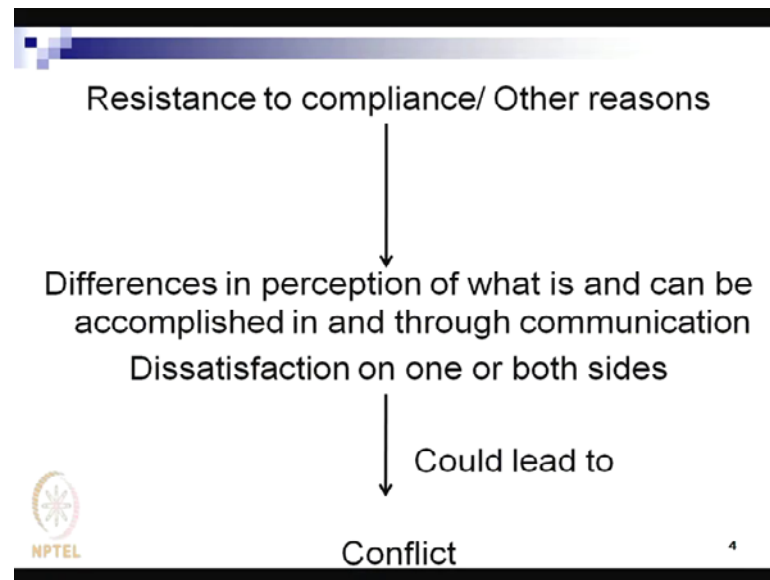 Resistance to compliance/ Other reasons
Differences in perception of what is and can be
accomplished in and through communication
Dissatisfaction on one or both sides
Could lead to
Conflict
NPTEL
4